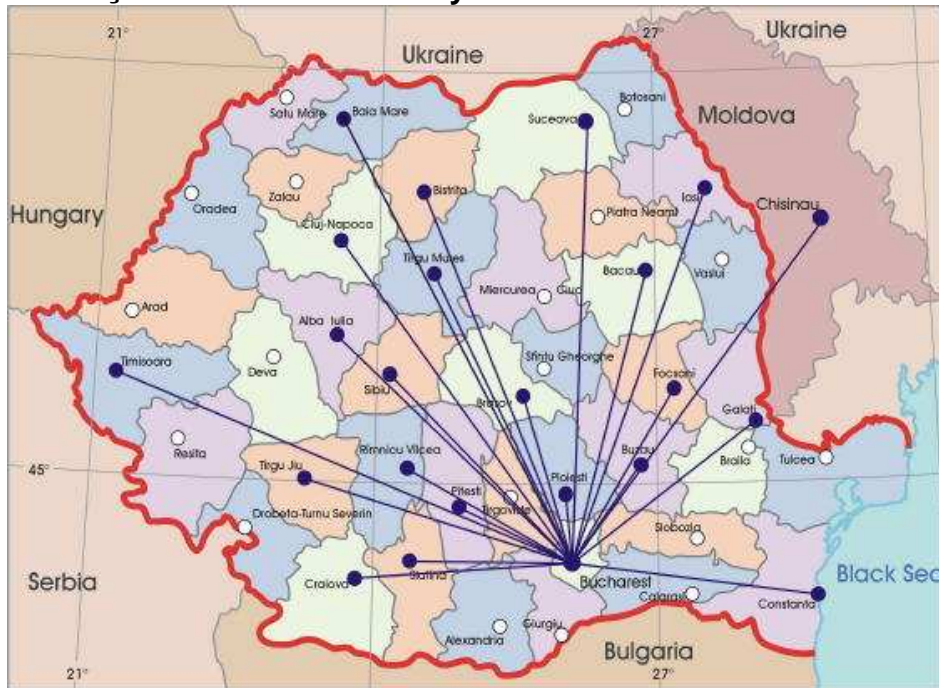 21°
27°
Ukraine
Ukraine
Satu Mare
Baia Mare
Botosani
Suceava
Moldova
Zalau
Bistrita
Iasi
Oradea
Piatra Neamt
Chisinau
Hungary
Cluj-Napoca
Tirgu Mures
Bacau
Vaslui
Miercurea Ciuc
Arad
Alba Iulia
Sfintu Gheorghe
Timisoara
Deva
Sibiu
Focsani
Brasov
Galati
Resita
Rimnicu Vilcea
Buzau
Braila
Tulcea
45°
Tirgu Jiu
Ploiesti
Pitesti
Tirgoviste
Drobeta-Turnu Severin
Slobozia
Serbia
Craiova
Slatina
Bucharest
Black Sea
Calarasi
Constanta
Alexandria
Giurgiu
Bulgaria
21°
27°